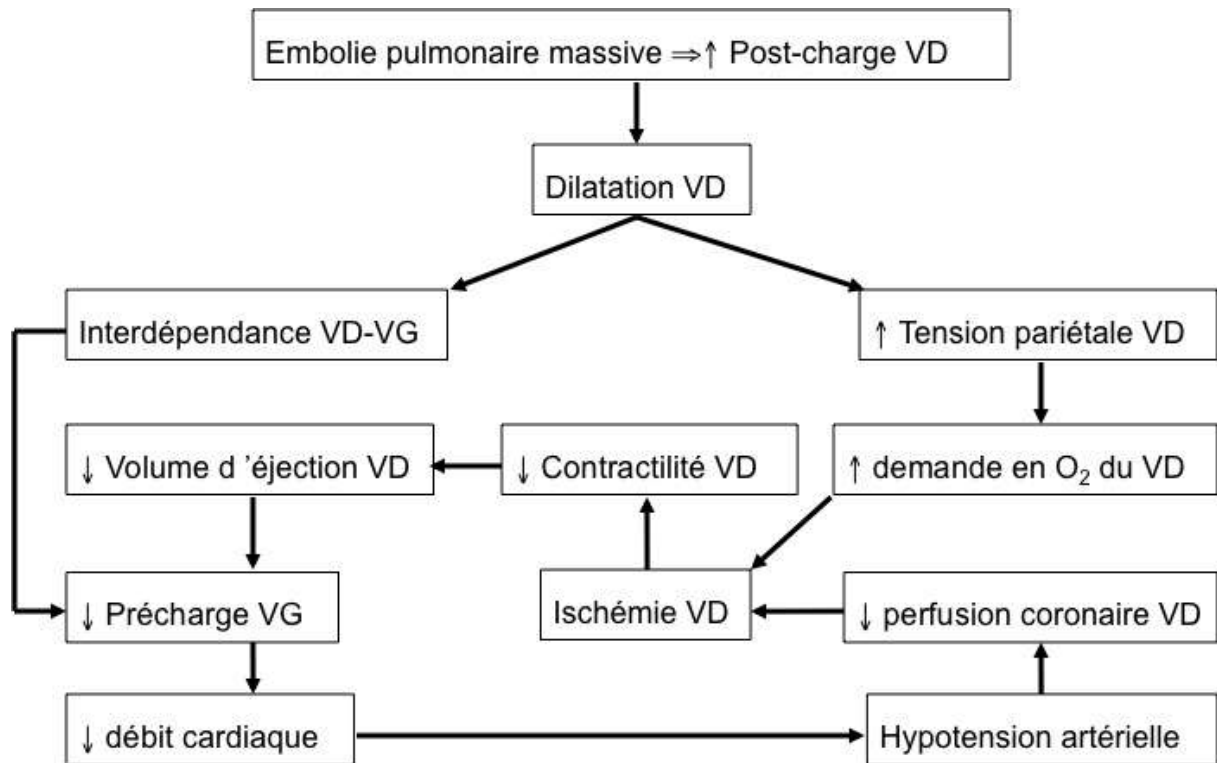 Embolie pulmonaire massive ⇒↑ Post-charge VD
Dilatation VD
Interdépendance VD-VG
↑ Tension pariétale VD
↓ Volume d ’éjection VD
↓ Contractilité VD
↑ demande en O₂ du VD
↓ Précharge VG
Ischémie VD
↓ perfusion coronaire VD
↓ débit cardiaque
Hypotension artérielle